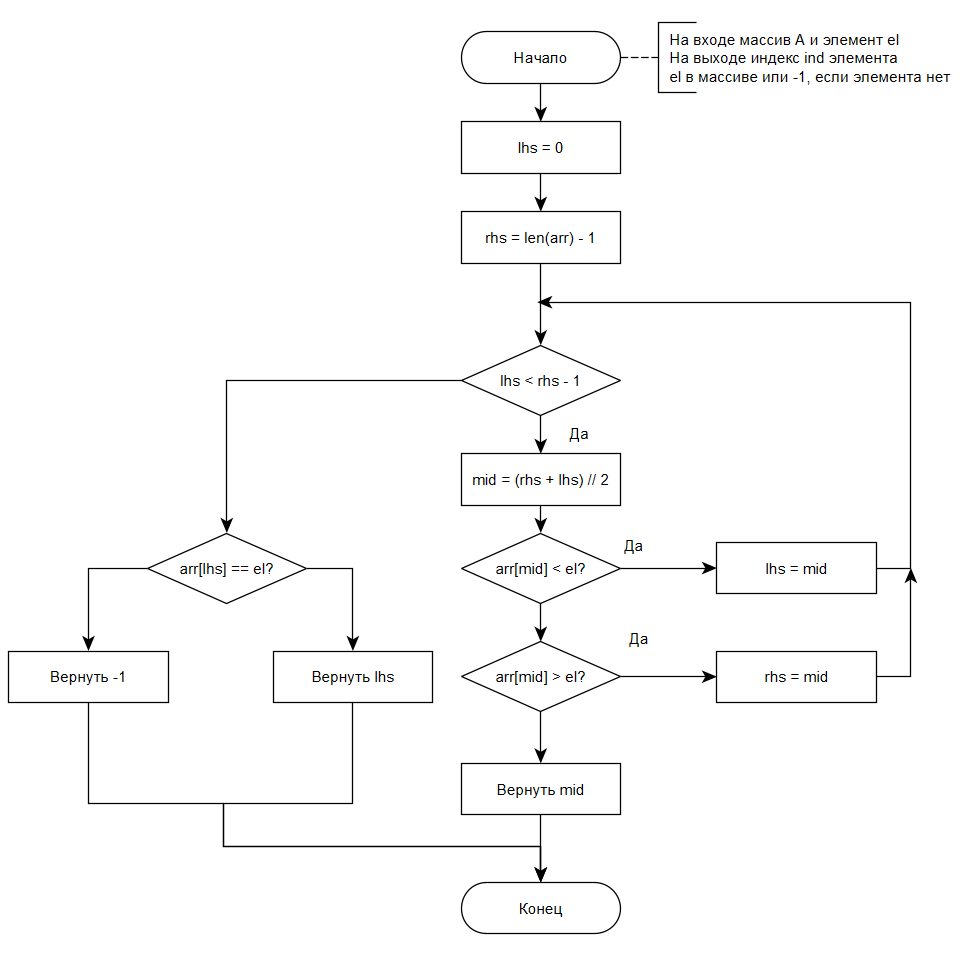 Начало
На входе массив A и элемент el
На выходе индекс ind элемента
el в массиве или -1, если элемента нет
lhs = 0
rhs = len(arr) - 1
lhs < rhs - 1
Да
mid = (rhs + lhs) // 2
arr[lhs] == el?
arr[mid] < el?
Да
lhs = mid
Вернуть -1
Вернуть lhs
arr[mid] > el?
Да
rhs = mid
Вернуть mid
Конец